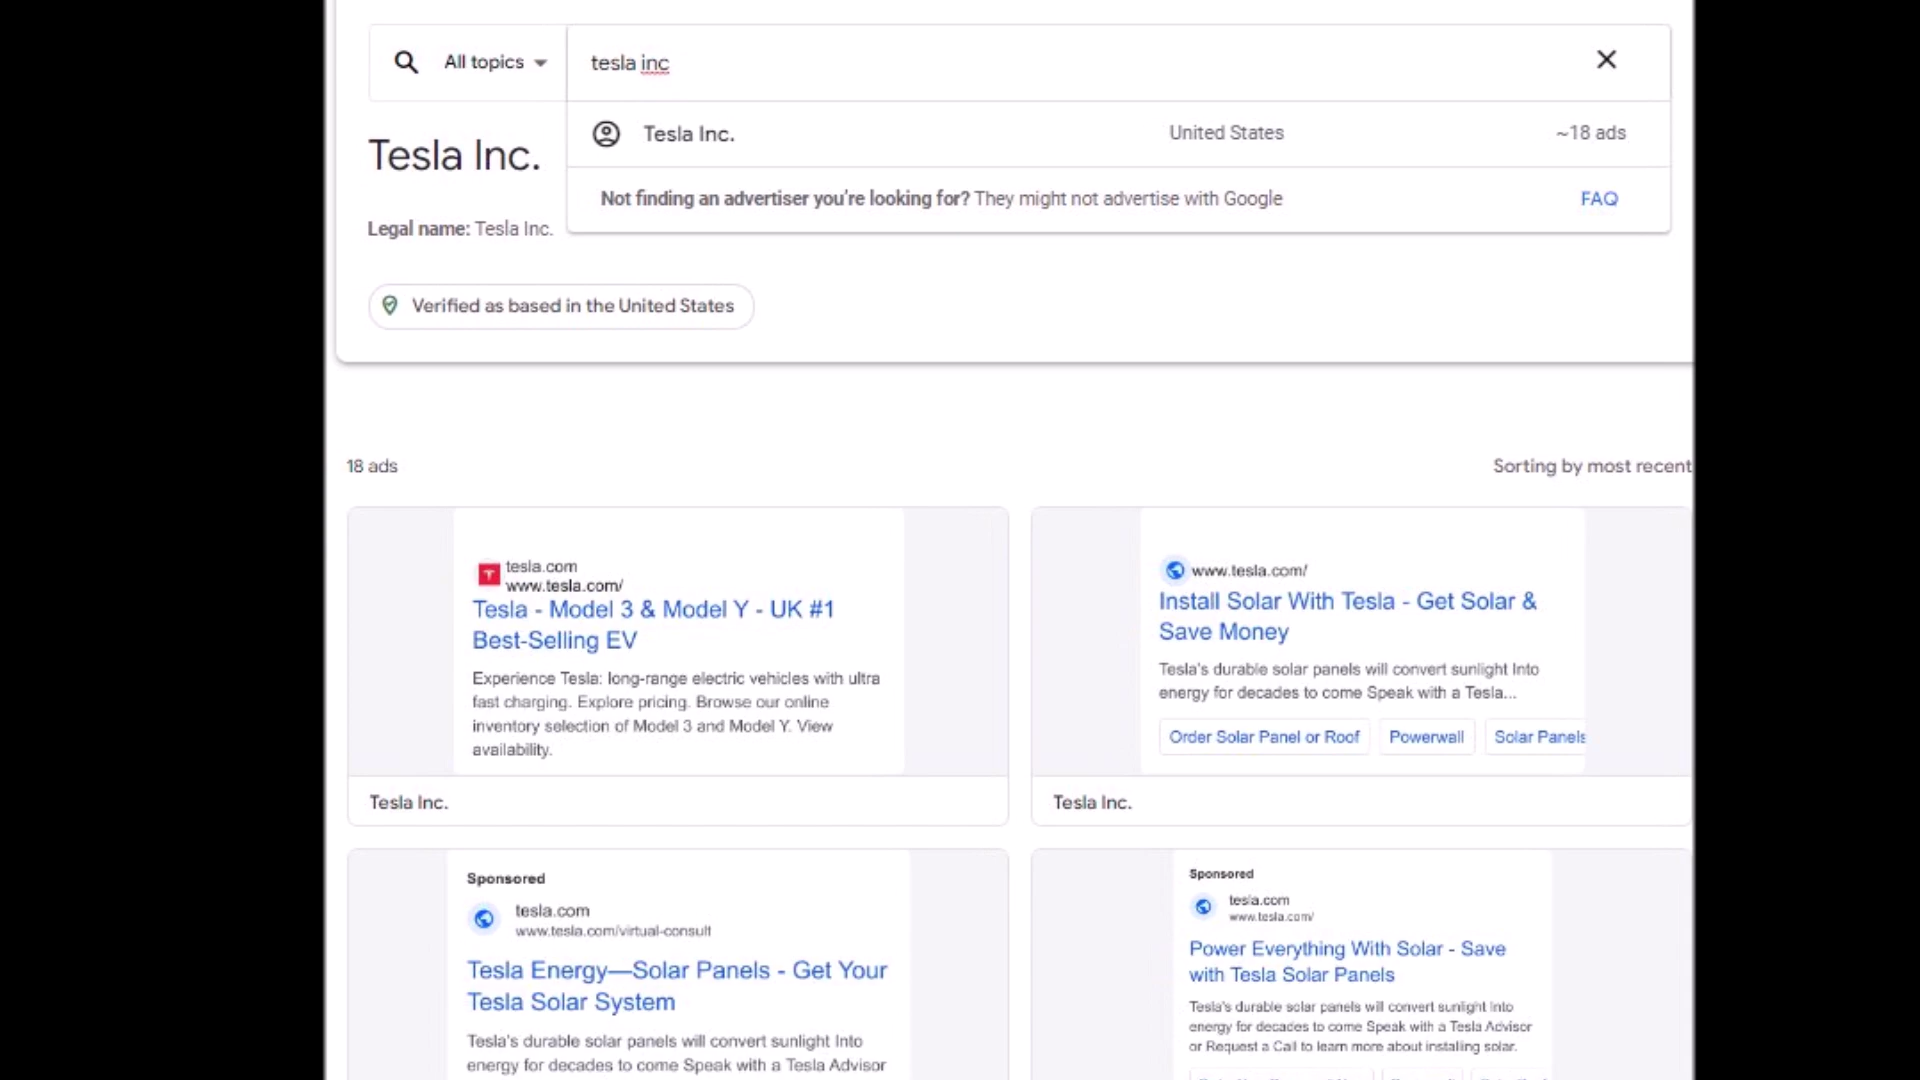 All topics
tesla inc
Tesla Inc.
United States
~18 ads
Tesla Inc.
Not finding an advertiser you're looking for? They might not advertise with Google
FAQ
Legal name: Tesla Inc.
Verified as based in the United States
18 ads
Sorting by most recent
tesla.com
www.tesla.com/
Tesla - Model 3 & Model Y - UK #1
Best-Selling EV
Experience Tesla: long-range electric vehicles with ultra
fast charging. Explore pricing. Browse our online
inventory selection of Model 3 and Model Y. View
availability.
Tesla Inc.
www.tesla.com/
Install Solar With Tesla - Get Solar &
Save Money
Tesla's durable solar panels will convert sunlight Into
energy for decades to come Speak with a Tesla...
Order Solar Panel or Roof
Powerwall
Solar Panels
Tesla Inc.
Sponsored
tesla.com
www.tesla.com/virtual-consult
Tesla Energy—Solar Panels - Get Your
Tesla Solar System
Tesla's durable solar panels will convert sunlight Into
energy for decades to come Speak with a Tesla Advisor
Sponsored
tesla.com
www.tesla.com/
Power Everything With Solar - Save
with Tesla Solar Panels
Tesla's durable solar panels will convert sunlight Into
energy for decades to come Speak with a Tesla Advisor
or Request a Call to learn more about installing solar.